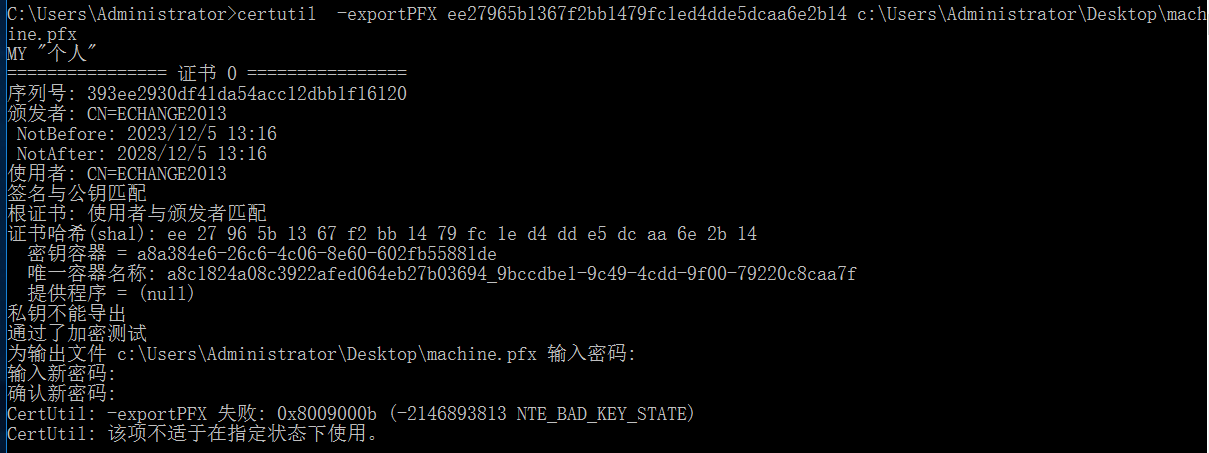 C:\Users\Administrator>certutil  -exportPFX ee27965b1367f2bb1479fc1ed4dde5dcaa6e2b14 c:\Users\Administrator\Desktop\mach
ine.pfx
MY "个人"
================ 证书 0 ================
序列号: 393ee2930df41da54acc12dbb1f16120
颁发者: CN=ECHANGE2013
 NotBefore: 2023/12/5 13:16
 NotAfter: 2028/12/5 13:16
使用者: CN=ECHANGE2013
签名与公钥匹配
根证书: 使用者与颁发者匹配
证书哈希(sha1): ee 27 96 5b 13 67 f2 bb 14 79 fc 1e d4 dd e5 dc aa 6e 2b 14
  密钥容器 = a8a384e6-26c6-4c06-8e60-602fb55881de
  唯一容器名称: a8c1824a08c3922afed064eb27b03694_9bccdbe1-9c49-4cdd-9f00-79220c8caa7f
  提供程序 = (null)
私钥不能导出
通过了加密测试
为输出文件 c:\Users\Administrator\Desktop\machine.pfx 输入密码:
输入新密码:
确认新密码:
CertUtil: -exportPFX 失败: 0x8009000b (-2146893813 NTE_BAD_KEY_STATE)
CertUtil: 该项不适于在指定状态下使用。